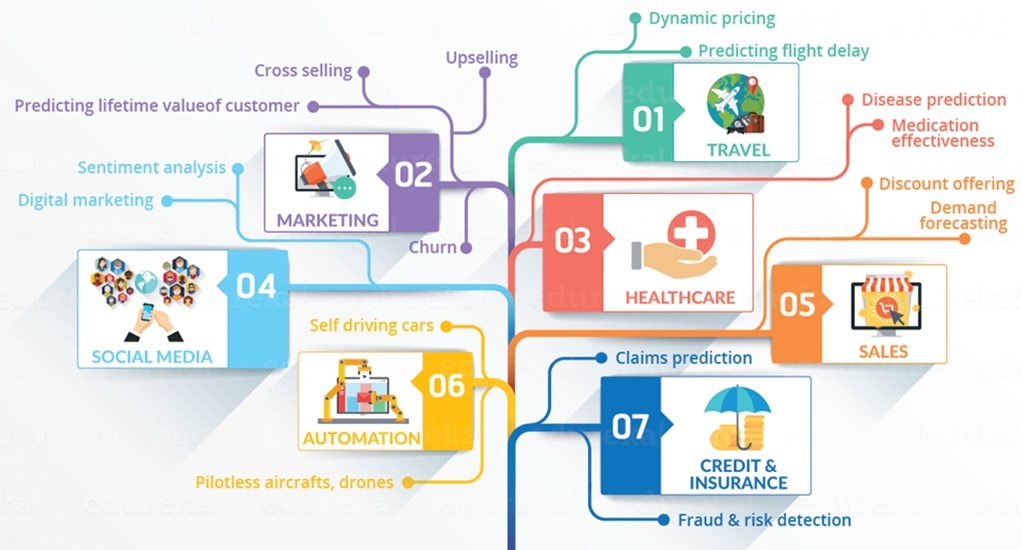 Dynamic pricing
Predicting flight delay
01
TRAVEL
Upselling
Cross selling
Predicting lifetime valueof customer
02
MARKETING
Churn
Disease prediction
Medication
effectiveness
03
HEALTHCARE
Sentiment analysis
Digital marketing
04
SOCIAL MEDIA
Discount offering
Demand
forecasting
05
SALES
Self driving cars
06
AUTOMATION
Pilotless aircrafts, drones
Claims prediction
07
CREDIT &
INSURANCE
Fraud & risk detection
edureka!